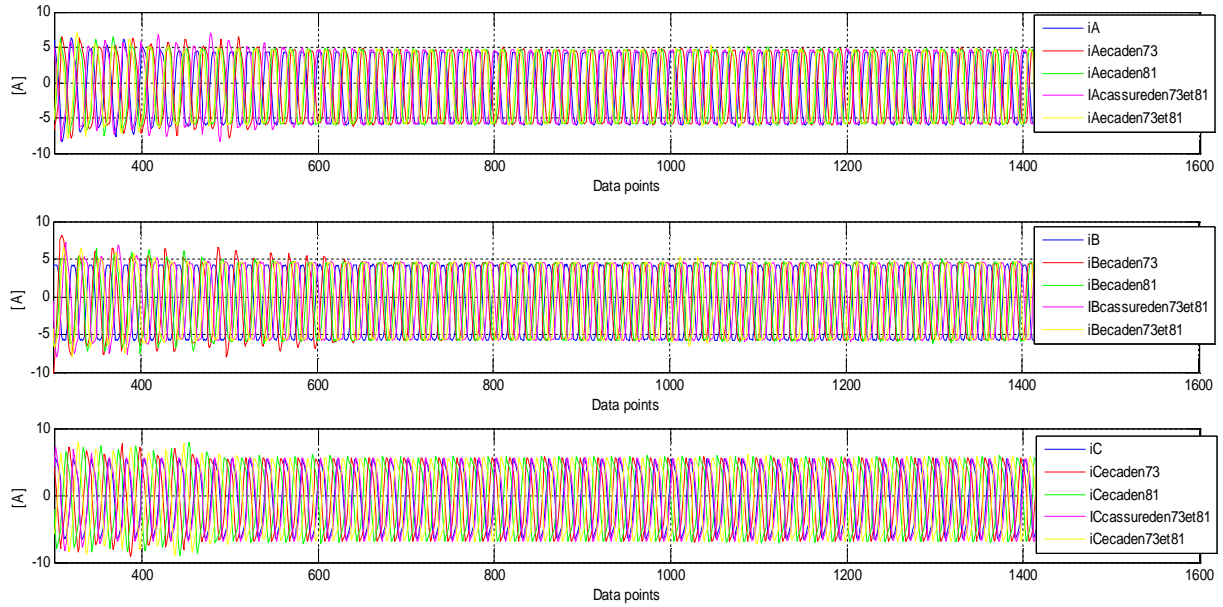 10
5
0
-5
-10
[A]
400
600
800
1000
1200
1400
1600
Data points
iA
iAecaden73
iAecaden81
IAcassureden73et81
iAecaden73et81
10
5
0
-5
-10
[A]
400
600
800
1000
1200
1400
1600
Data points
iB
iBecaden73
iBecaden81
IBcassureden73et81
iBecaden73et81
10
0
-10
[A]
400
600
800
1000
1200
1400
1600
Data points
iC
iCecaden73
iCecaden81
ICcassureden73et81
iCecaden73et81